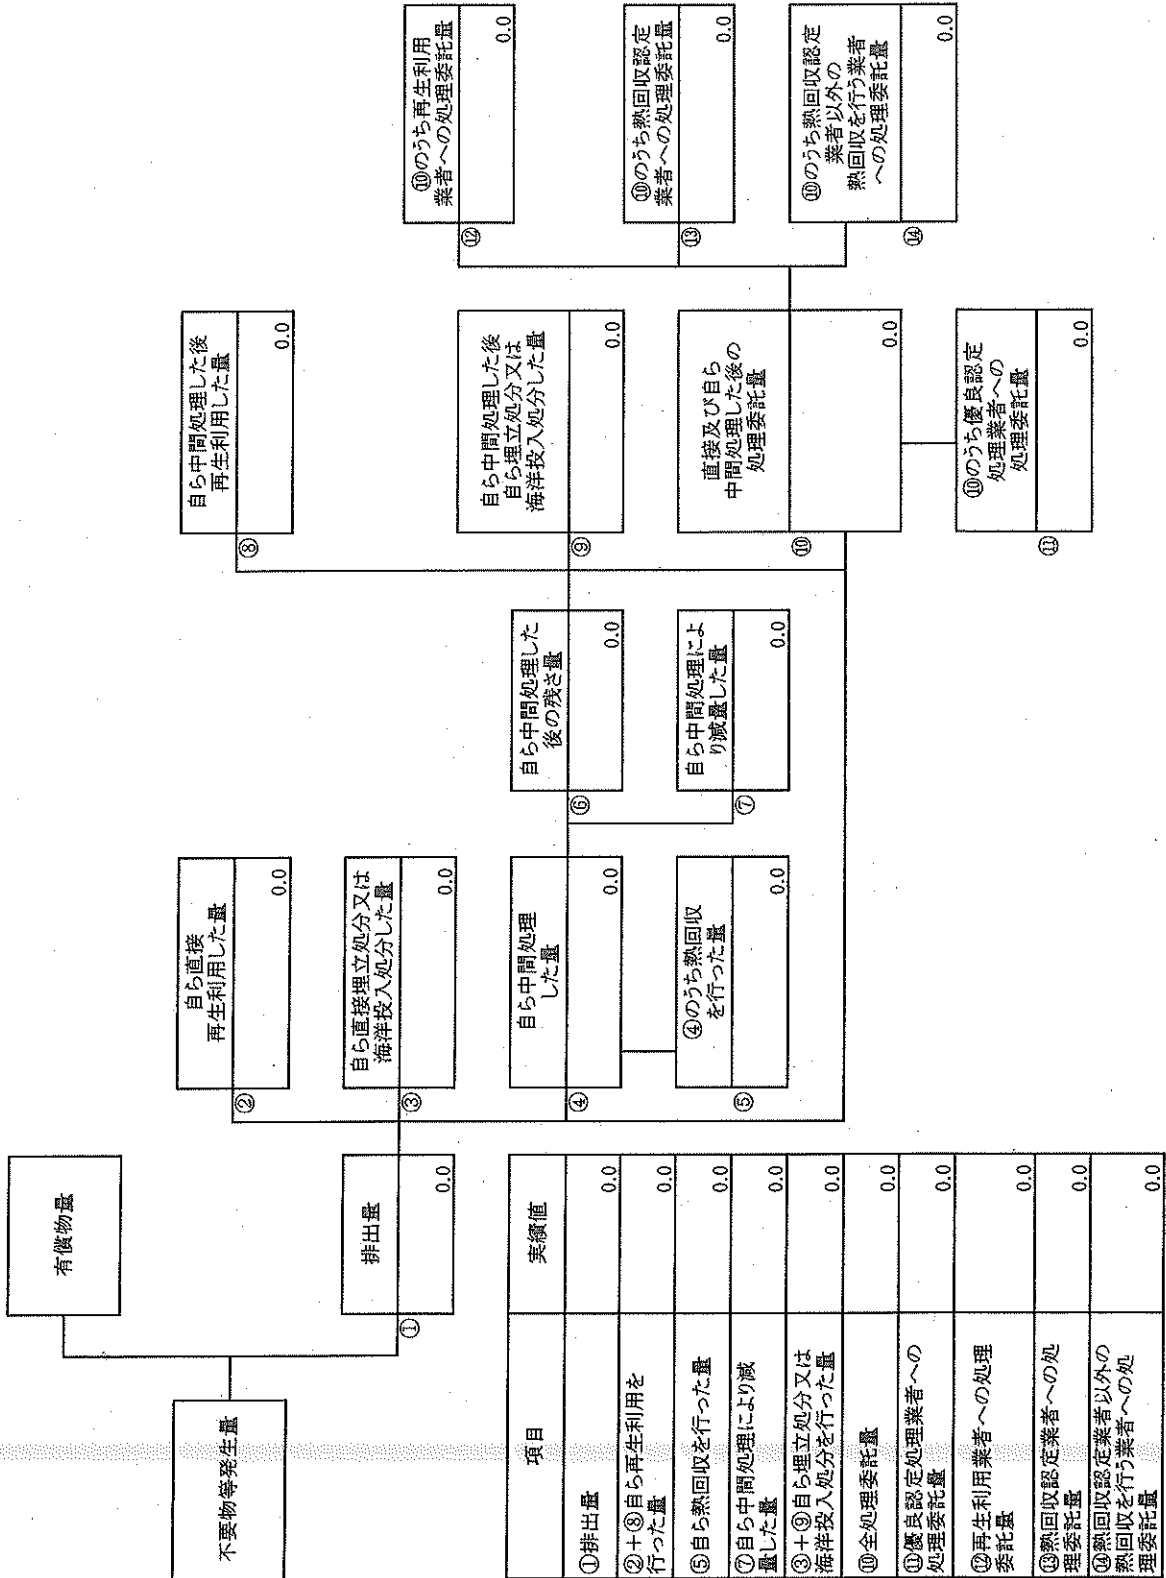 不要物等発生量
有償物量
排出量
①
0.0
自ら直接
再生利用した量
②
0.0
自ら直接埋立処分又は
海洋投入処分した量
③
0.0
自ら中間処理
した量
④
0.0
④のうち熱回収
を行った量
⑤
0.0
自ら中間処理した
後の残さ量
⑥
0.0
自ら中間処理によ
り減量した量
⑦
0.0
自ら中間処理した後
再生利用した量
⑧
0.0
自ら中間処理した後
自ら埋立処分又は
海洋投入処分した量
⑨
0.0
直接及び自ら
中間処理した後の
処理委託量
⑩
0.0
⑩のうち優良認定
処理業者への
処理委託量
⑪
0.0
⑩のうち再生利用
業者への処理委託量
⑫
0.0
⑩のうち熱回収認定
業者への処理委託量
⑬
0.0
⑩のうち熱回収認定
業者以外の
熱回収を行う業者
への処理委託量
⑭
0.0
項目 実績値
①排出量 0.0
②+⑧自ら再生利用を
行った量 0.0
⑤自ら熱回収を行った量 0.0
⑦自ら中間処理により減
量した量 0.0
③+⑨自ら埋立処分又は
海洋投入処分を行った量 0.0
⑩全処理委託量 0.0
⑪優良認定処理業者への
処理委託量 0.0
⑫再生利用業者への処理
委託量 0.0
⑬熱回収認定業者への処
理委託量 0.0
⑭熱回収認定業者以外の
熱回収を行う業者への処
理委託量 0.0